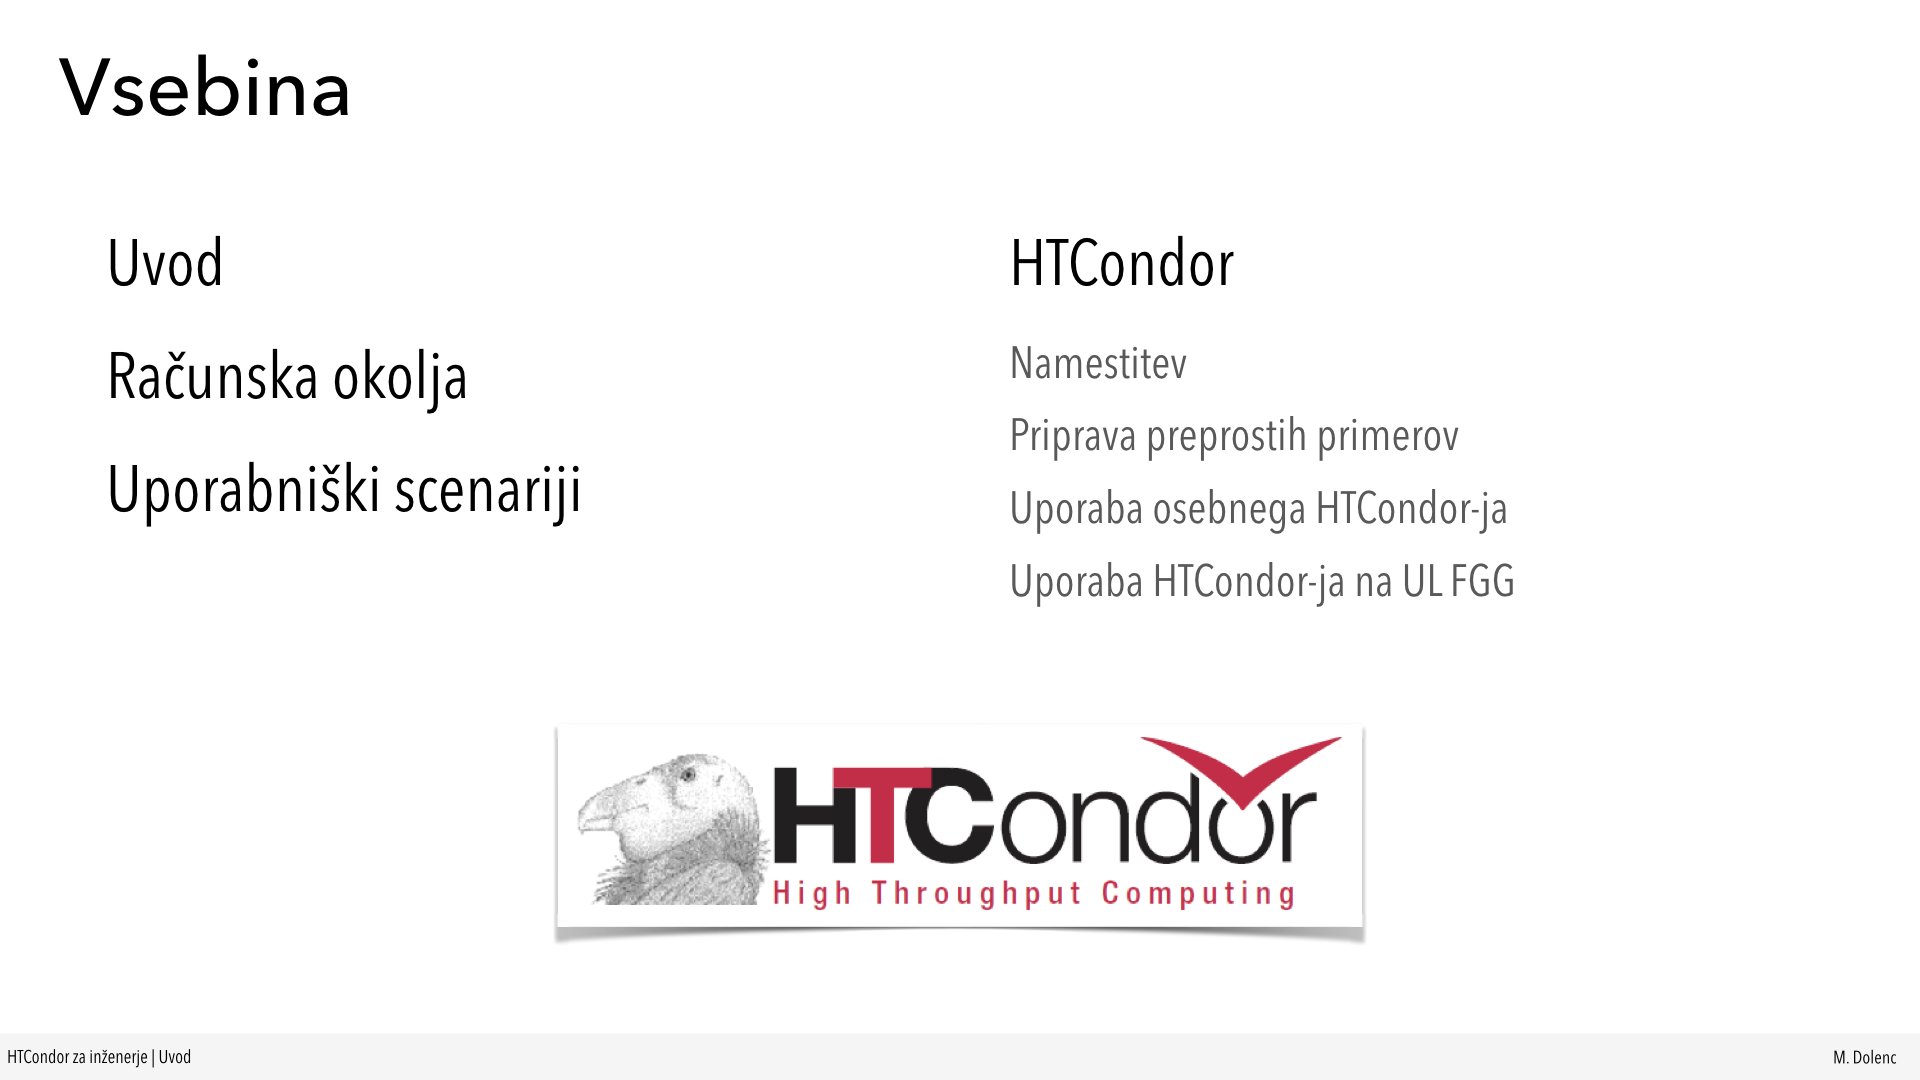 Vsebina
Uvod
Računska okolja
Uporabniški scenariji
HTCondor
Namestitev
Priprava preprostih primerov
Uporaba osebnega HTCondor-ja
Uporaba HTCondor-ja na UL FGG
HTCondor
High Throughput Computing
HTCondor za inženerje | Uvod
M. Dolenc